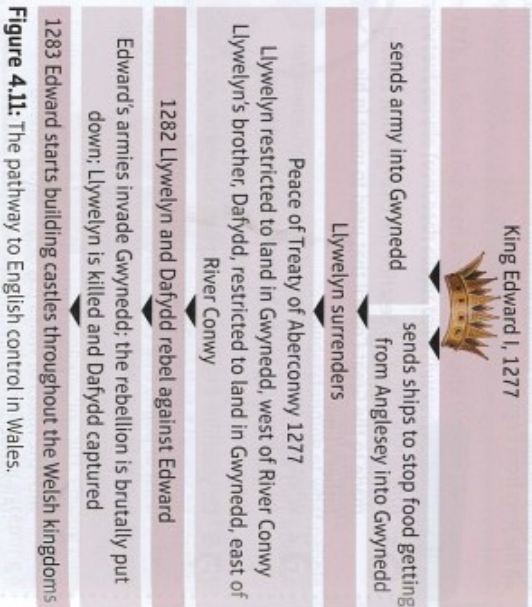 King Edward I, 1277
sends army into Gwynedd
sends ships to stop food getting
from Anglesey into Gwynedd
Llywelyn surrenders
Peace of Treaty of Aberconwy 1277
Llywelyn restricted to land in Gwynedd, west of River Conwy
Llywelyn's brother, Dafydd, restricted to land in Gwynedd, east of
River Conwy
1282 Llywelyn and Dafydd rebel against Edward
Edward's armies invade Gwynedd; the rebellion is brutally put
down; Llywelyn is killed and Dafydd captured
1283 Edward starts building castles throughout the Welsh kingdoms
Figure 4.11: The pathway to English control in Wales.